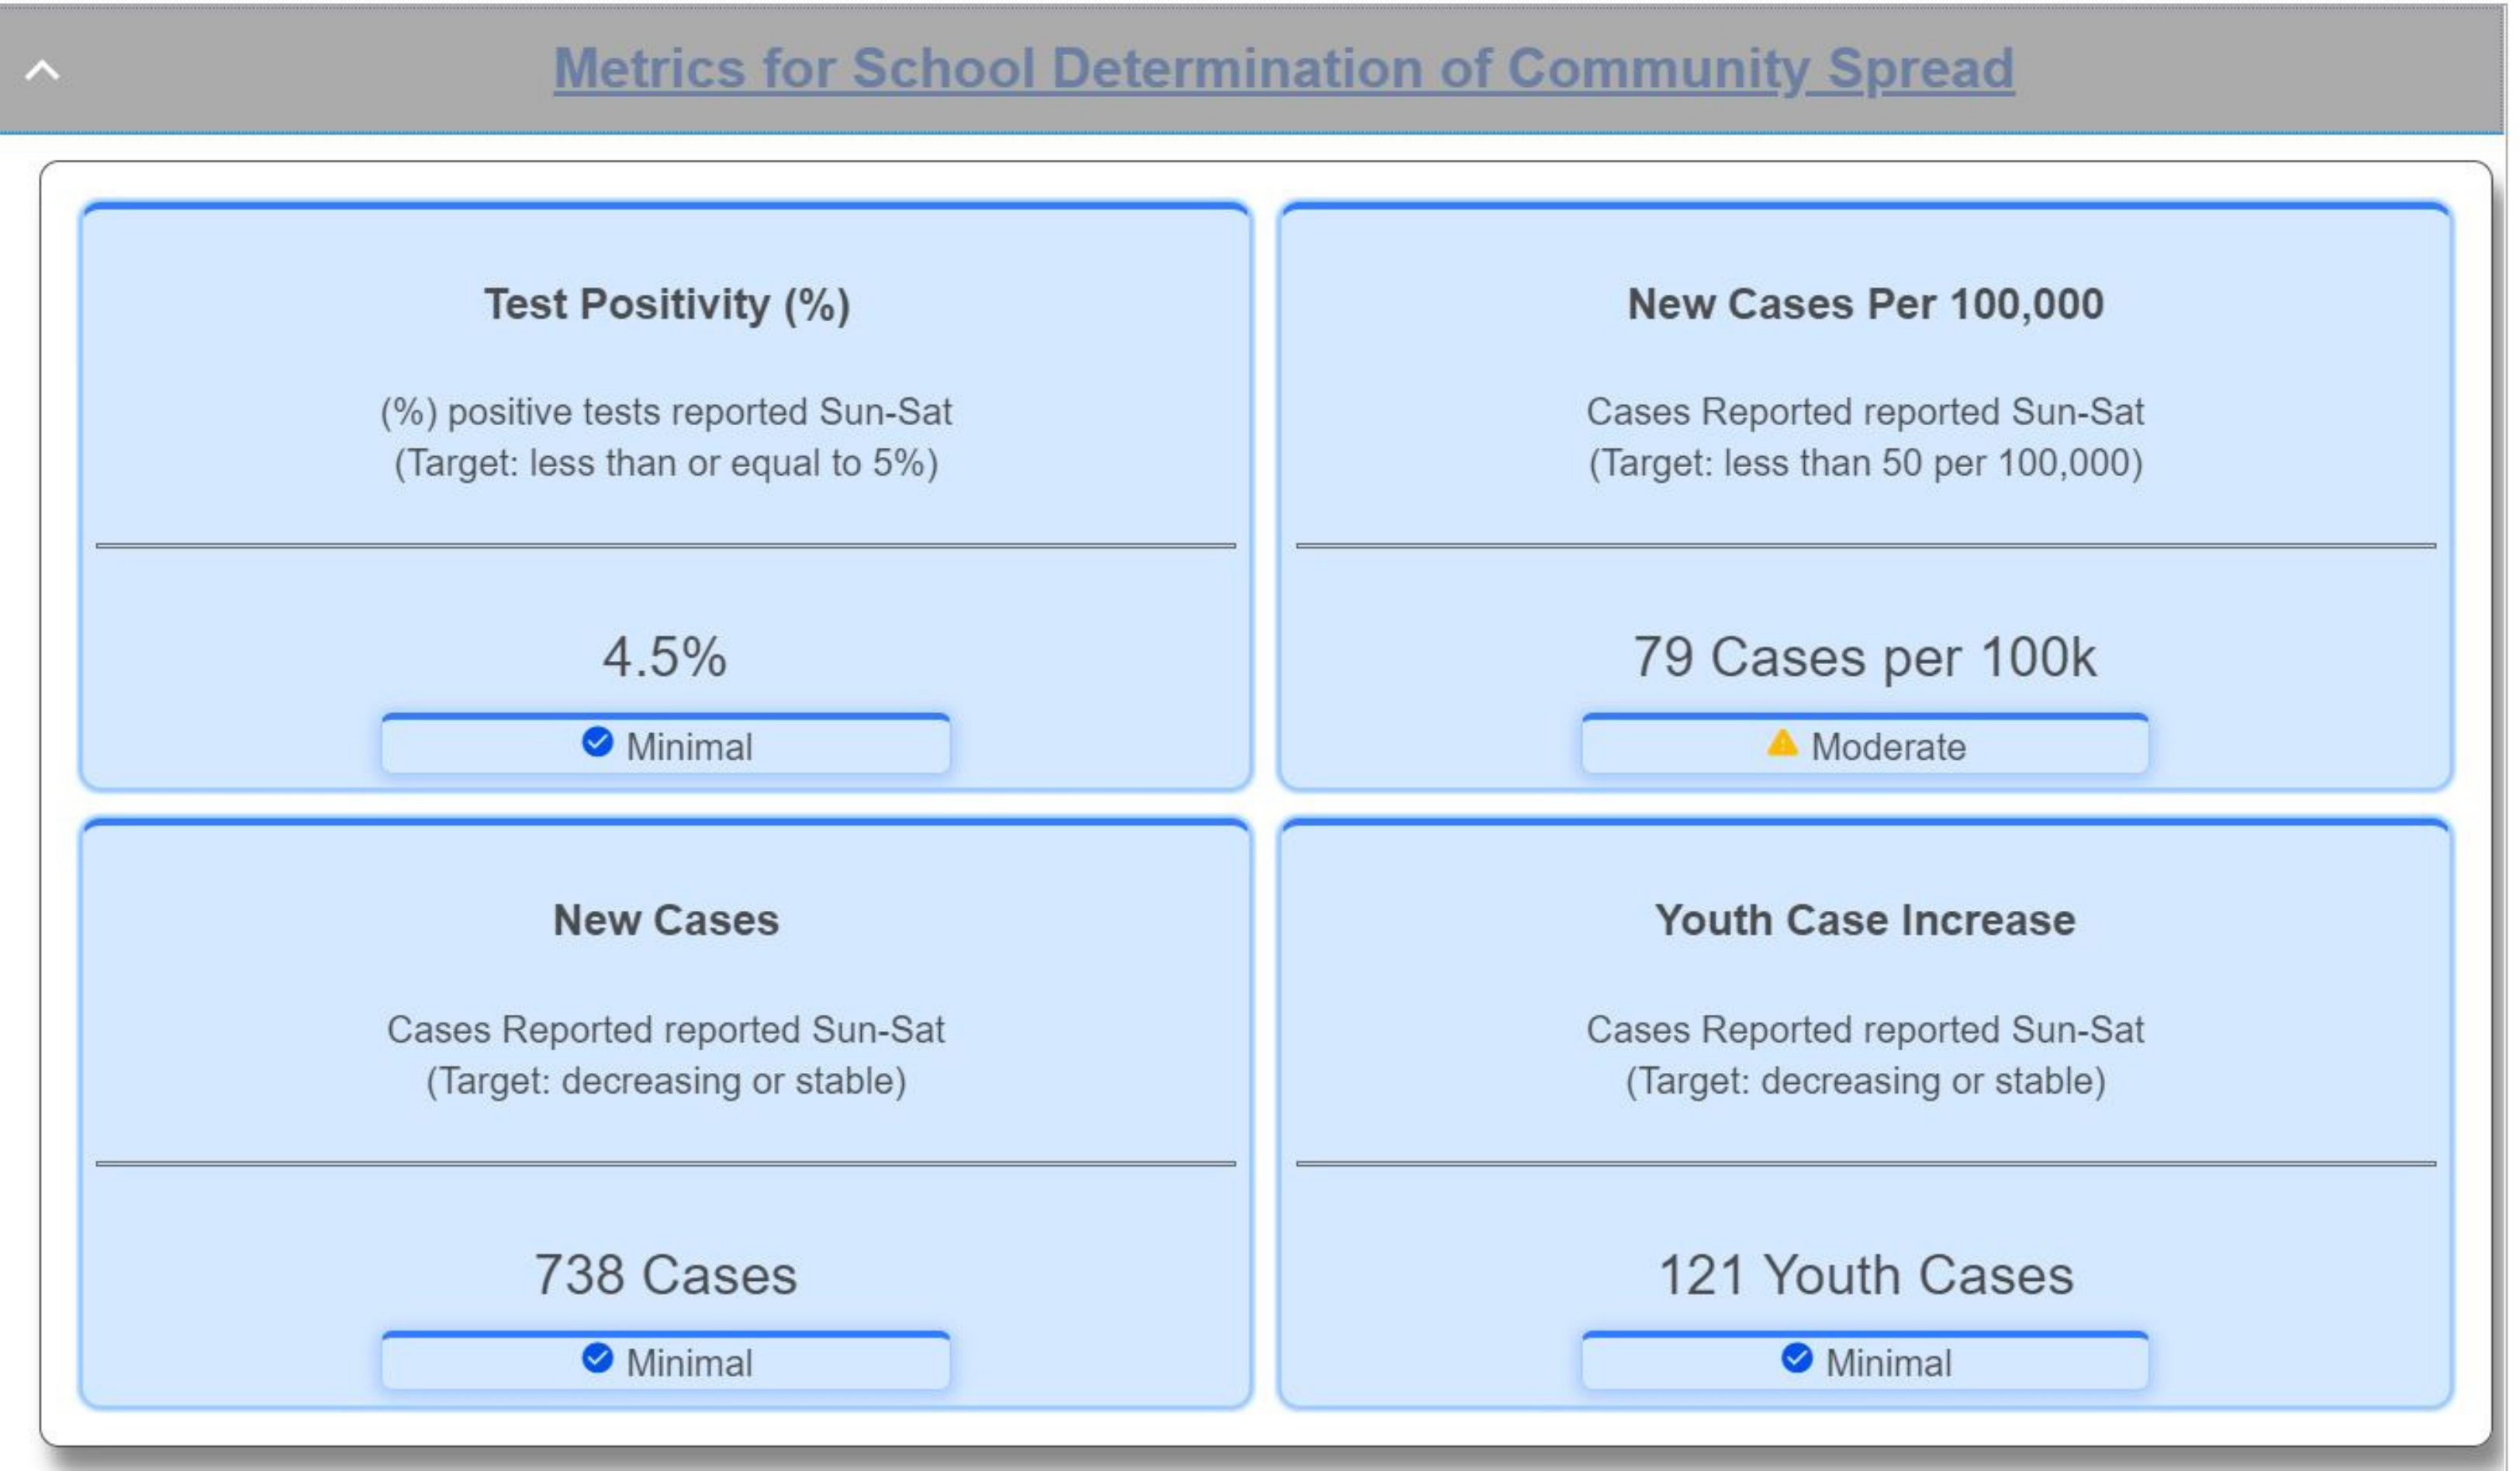 Metrics for School Determination of Community Spread
Test Positivity (%)
(%) positive tests reported Sun-Sat
(Target: less than or equal to 5%)
4.5%
Minimal
New Cases Per 100,000
Cases Reported reported Sun-Sat
(Target: less than 50 per 100,000)
79 Cases per 100k
Moderate
New Cases
Cases Reported reported Sun-Sat
(Target: decreasing or stable)
738 Cases
Minimal
Youth Case Increase
Cases Reported reported Sun-Sat
(Target: decreasing or stable)
121 Youth Cases
Minimal